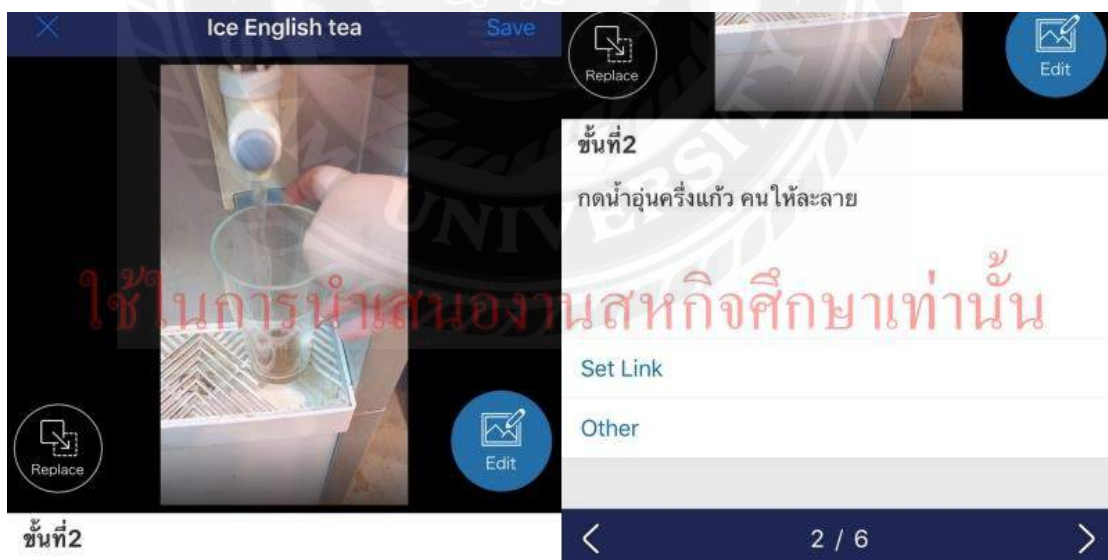 Ice English tea
Save
Replace
Edit
ขั้นที่2
Replace
Edit
ขั้นที่2
กดน้ำอุ่นครึ่งแก้ว คนให้ละลาย
Set Link
Other
2 / 6
ใช้ในการนำเสนองานสหกิจศึกษาเท่านั้น
UNIVERSITY